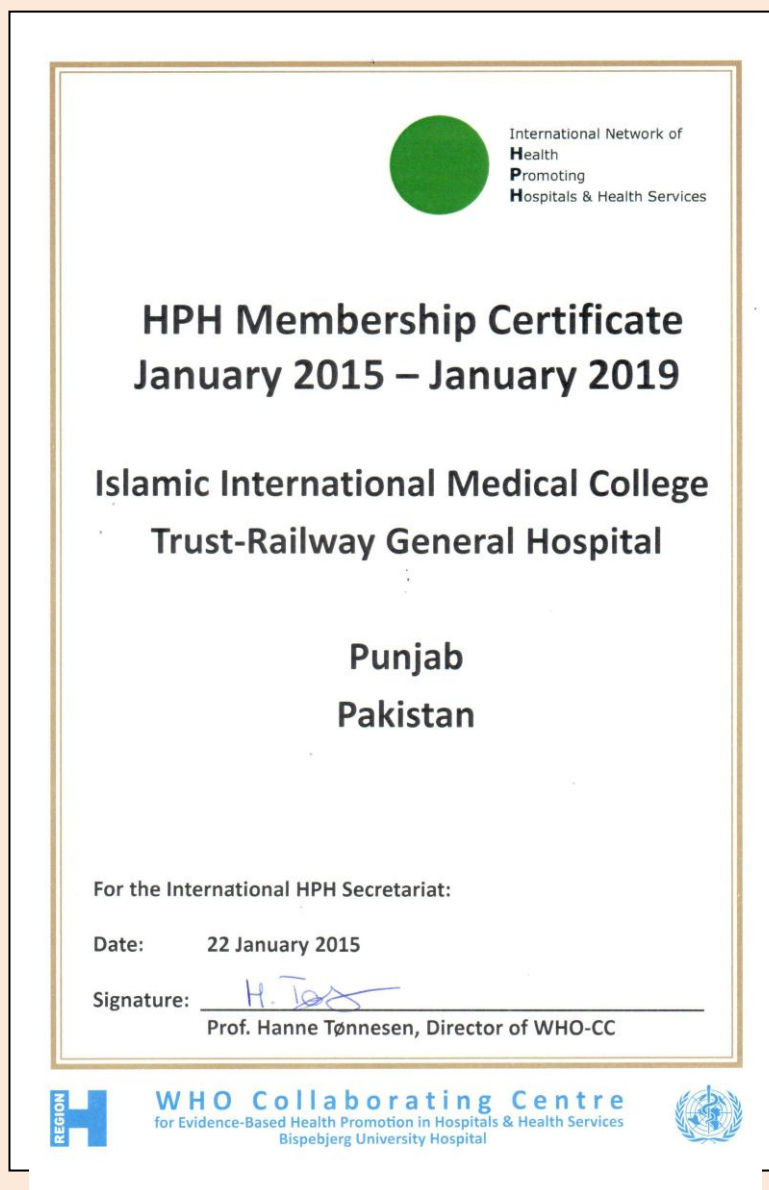 International Network of
Health
Promoting
Hospitals & Health Services
HPH Membership Certificate
January 2015 – January 2019
Islamic International Medical College
Trust-Railway General Hospital
Punjab
Pakistan
For the International HPH Secretariat:
Date: 22 January 2015
Signature: H. Tøn
Prof. Hanne Tønnesen, Director of WHO-CC
REGION H
WHO Collaborating Centre
for Evidence-Based Health Promotion in Hospitals & Health Services
Bispebjerg University Hospital